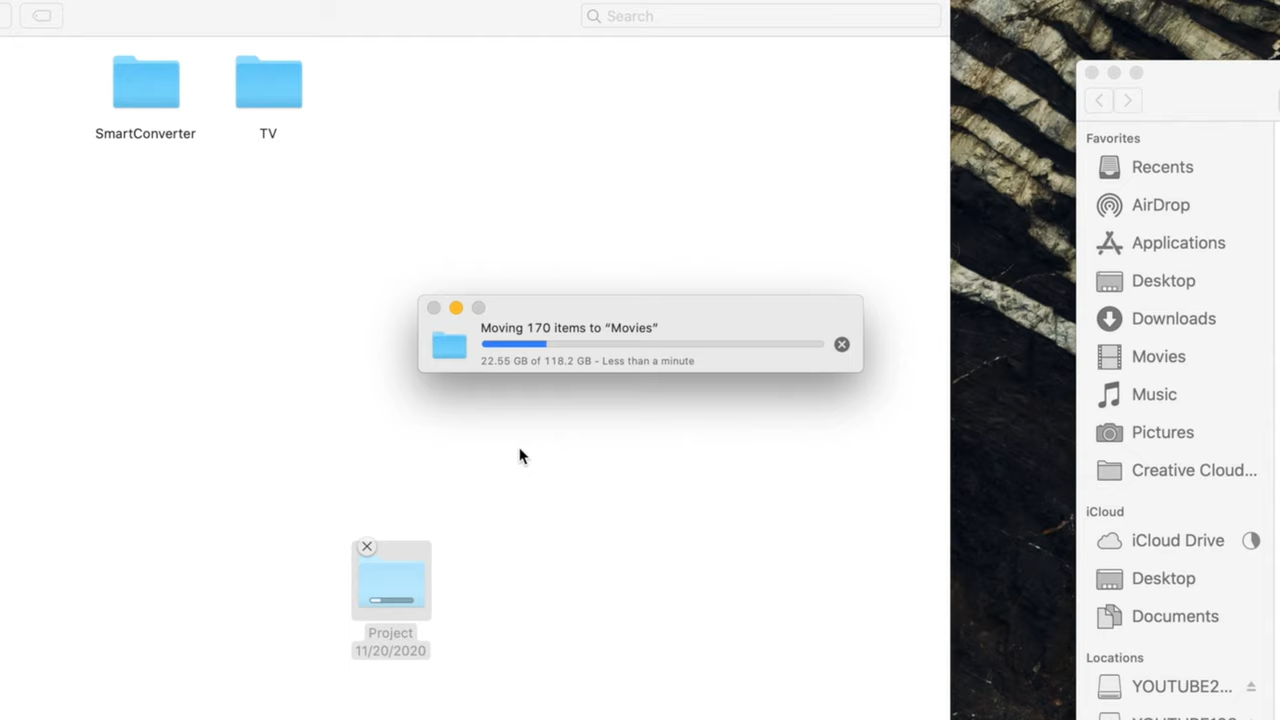 Search
SmartConverter
TV
Moving 170 items to “Movies”
22.55 GB of 118.2 GB - Less than a minute
Project
11/20/2020
Favorites
Recents
AirDrop
Applications
Desktop
Downloads
Movies
Music
Pictures
Creative Cloud...
iCloud
iCloud Drive
Desktop
Documents
Locations
YOUTUBE2...